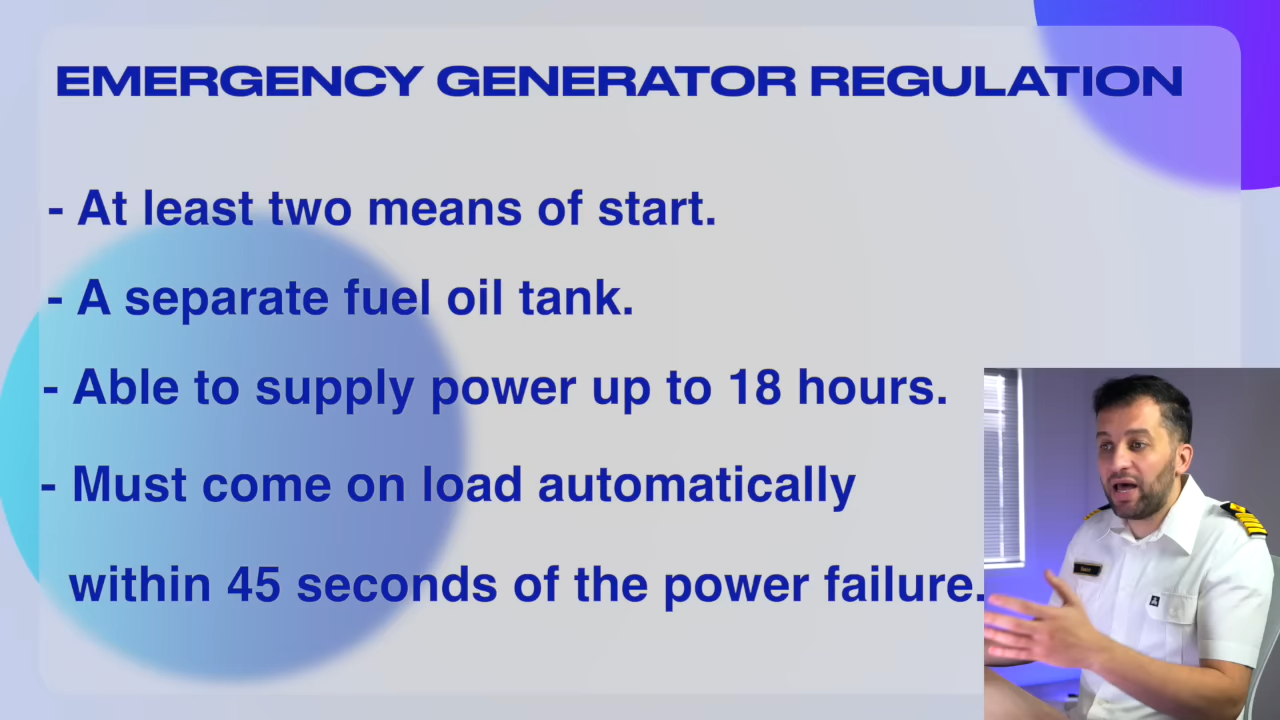 EMERGENCY GENERATOR REGULATION
- At least two means of start.
- A separate fuel oil tank.
- Able to supply power up to 18 hours.
- Must come on load automatically
within 45 seconds of the power failure.